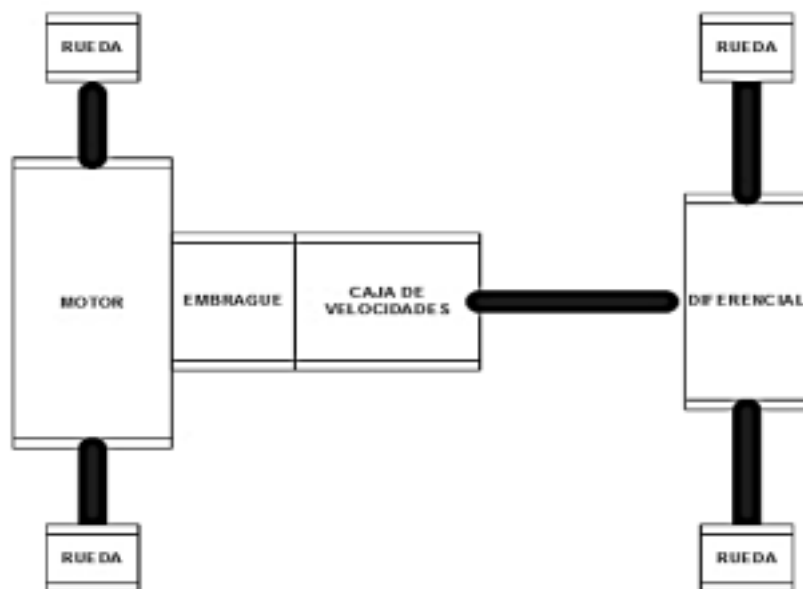 RUEDA
RUEDA
MOTOR
EMBRAGUE
CAJA DE
VELOCIDADES
DIFERENCIAL
RUEDA
RUEDA